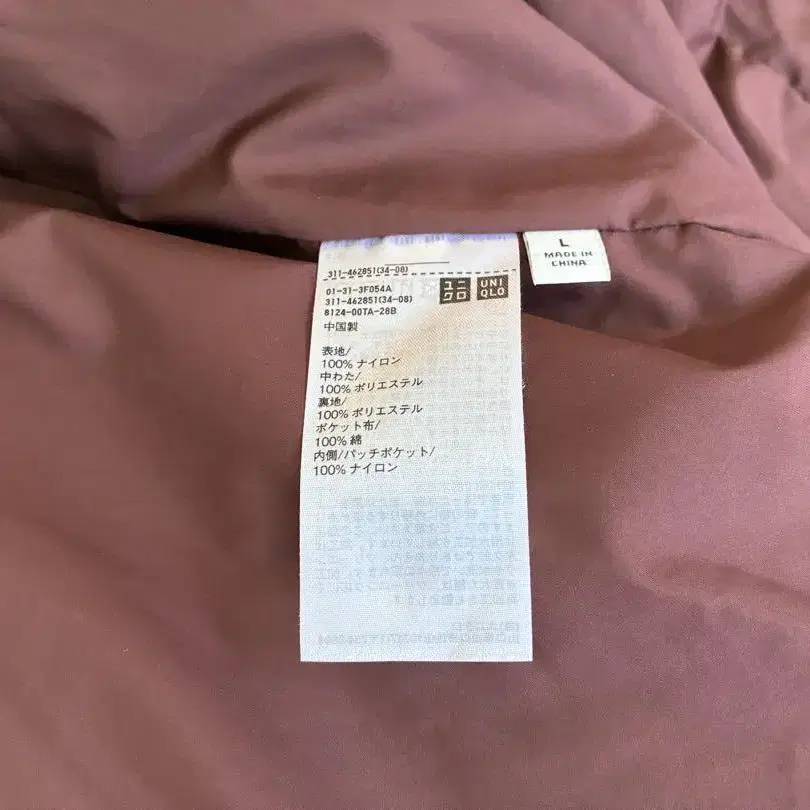 311-462851(34-08)
01-31-3F054A
311-462851(34-08)
8124-00TA-28B
中国製
ユニ
クロ
UNI
QLO
表地/
100% ナイロン
中わた/
100% ポリエステル
裏地/
100% ポリエステル
ポケット布/
100% 綿
内側/パッチポケット/
100% ナイロン
L
MADE IN
CHINA